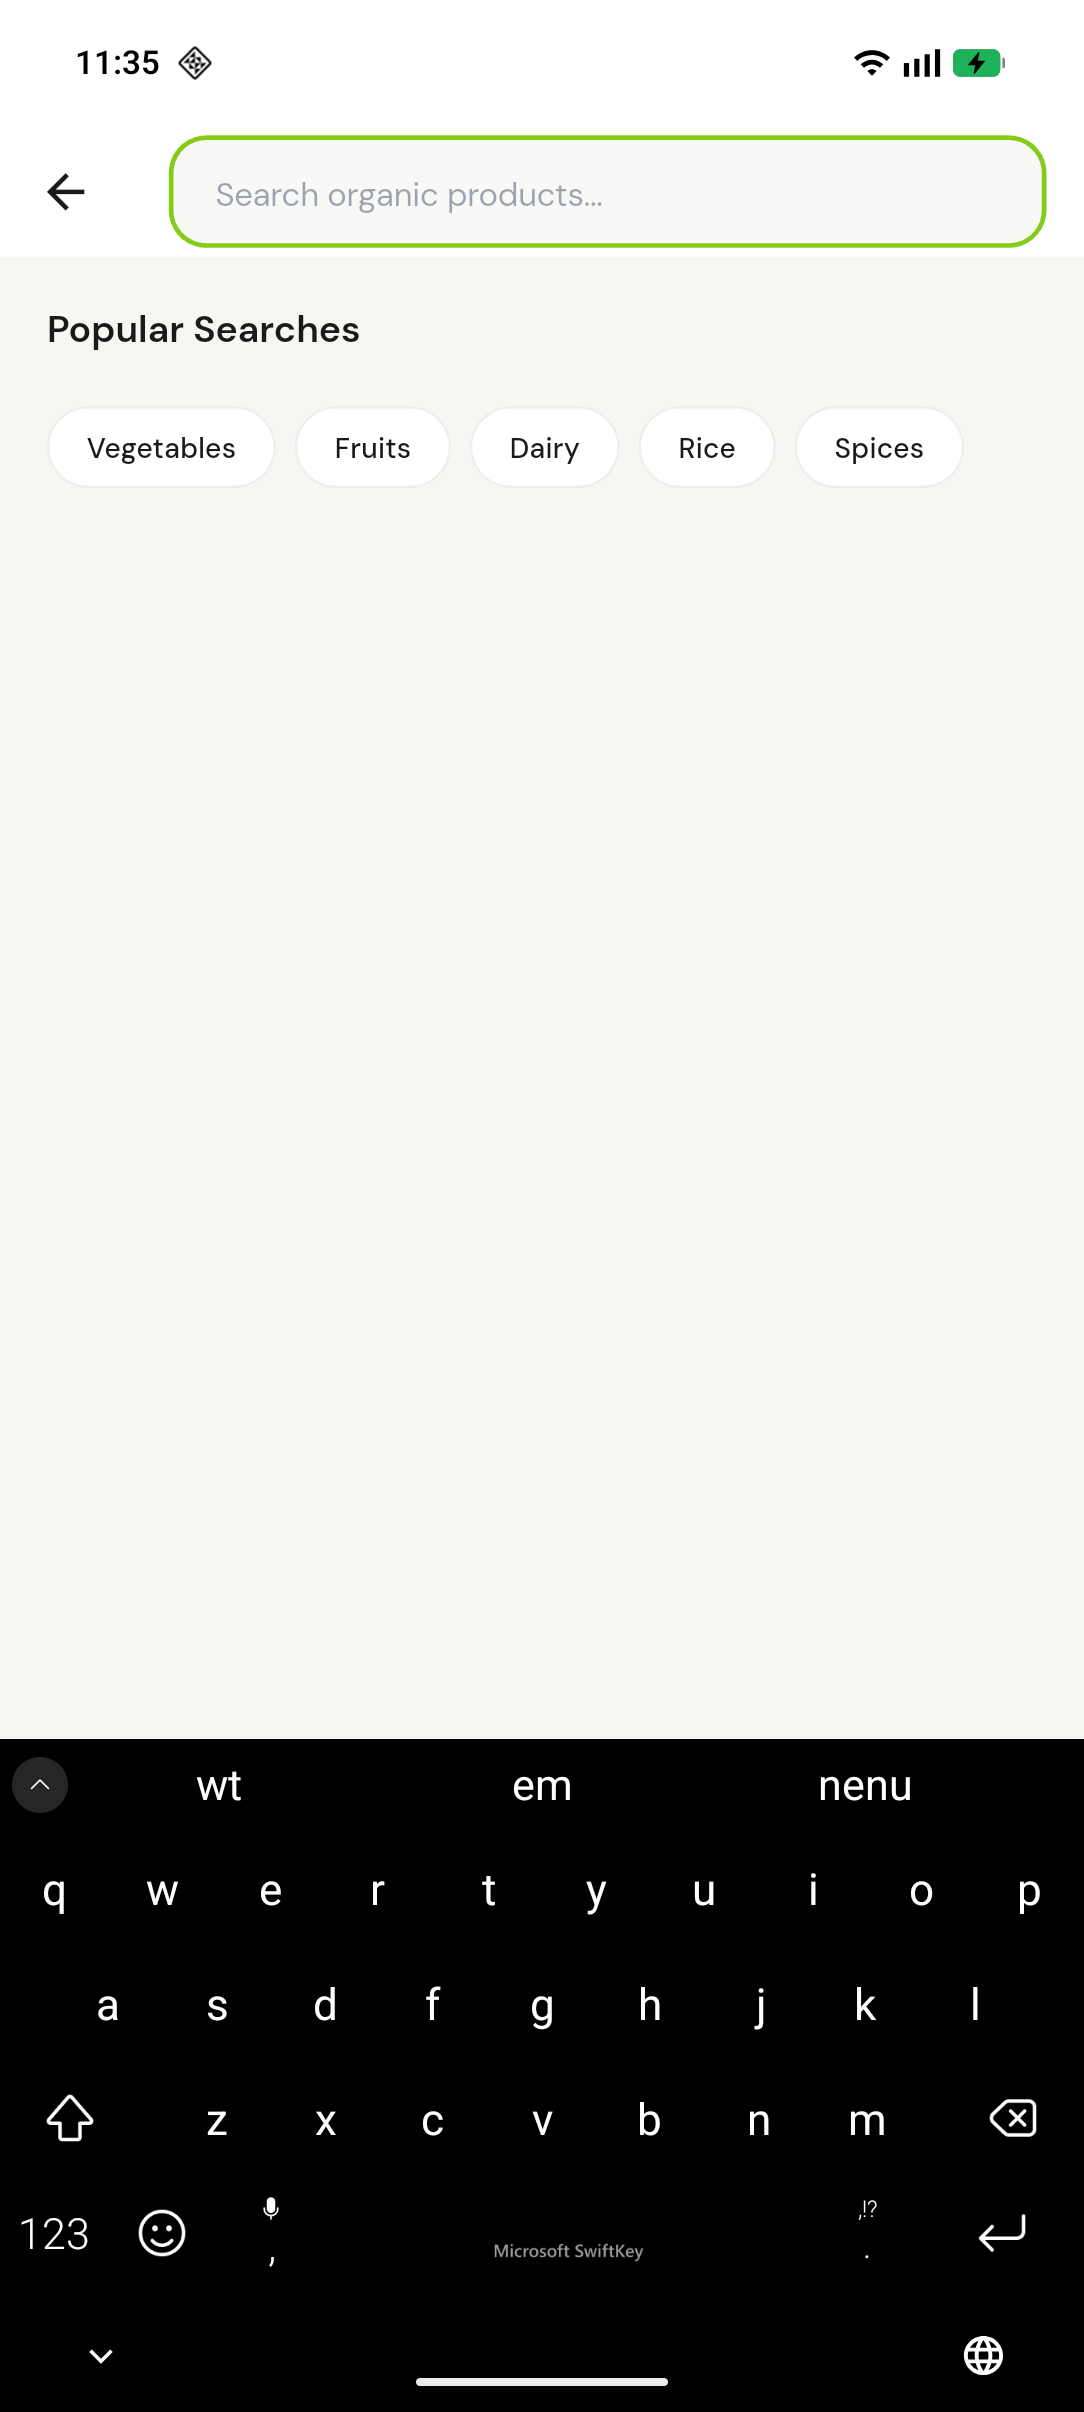 11:35
Search organic products...
Popular Searches
Vegetables Fruits Dairy Rice Spices
wt em nenu
q w e r t y u i o p
a s d f g h j k l
z x c v b n m
,!?
123 , Microsoft SwiftKey .